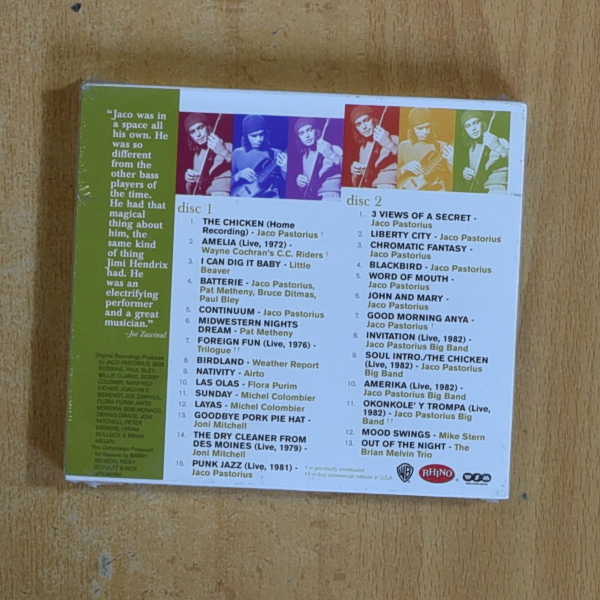 “Jaco was in
a space all
his own. He
was so
different
from the
other bass
players of
the time.
He had that
magical
thing about
him, the
same kind
of thing
Jimi Hendrix
had. He
was an
electrifying
performer
and a great
musician.”
–Joe Zawinul
Original Recordings Produced
disc 1
1. THE CHICKEN (Home
Recording) - Jaco Pastorius †
2. AMELIA (Live, 1972) -
Wayne Cochran's C.C. Riders †
3. I CAN DIG IT BABY - Little
Beaver
4. BATTERIE - Jaco Pastorius,
Pat Metheny, Bruce Ditmas,
Paul Bley
5. CONTINUUM - Jaco Pastorius
6. MIDWESTERN NIGHTS
DREAM - Pat Metheny
7. FOREIGN FUN (Live, 1976) -
Trilogue ††
8. BIRDLAND - Weather Report
9. NATIVITY - Airto
10. LAS OLAS - Flora Purim
11. SUNDAY - Michel Colombier
12. LAYAS - Michel Colombier
13. GOODBYE PORK PIE HAT -
Joni Mitchell
14. THE DRY CLEANER FROM
DES MOINES (Live, 1979) -
Joni Mitchell
15. PUNK JAZZ (Live, 1981) -
Jaco Pastorius
disc 2
1. 3 VIEWS OF A SECRET -
Jaco Pastorius
2. LIBERTY CITY - Jaco Pastorius
3. CHROMATIC FANTASY -
Jaco Pastorius
4. BLACKBIRD - Jaco Pastorius
5. WORD OF MOUTH -
Jaco Pastorius
6. JOHN AND MARY -
Jaco Pastorius
7. GOOD MORNING ANYA -
Jaco Pastorius †
8. INVITATION (Live, 1982) -
Jaco Pastorius Big Band
9. SOUL INTRO./THE CHICKEN
(Live, 1982) - Jaco Pastorius
Big Band
10. AMERIKA (Live, 1982) -
Jaco Pastorius Big Band
11. OKONKOLE' Y TROMPA (Live,
1982) - Jaco Pastorius Big
Band ††
12. MOOD SWINGS - Mike Stern
13. OUT OF THE NIGHT - The
Brian Melvin Trio
† is previously unreleased
†† is first commercial release in U.S.A.
WB
RHINO